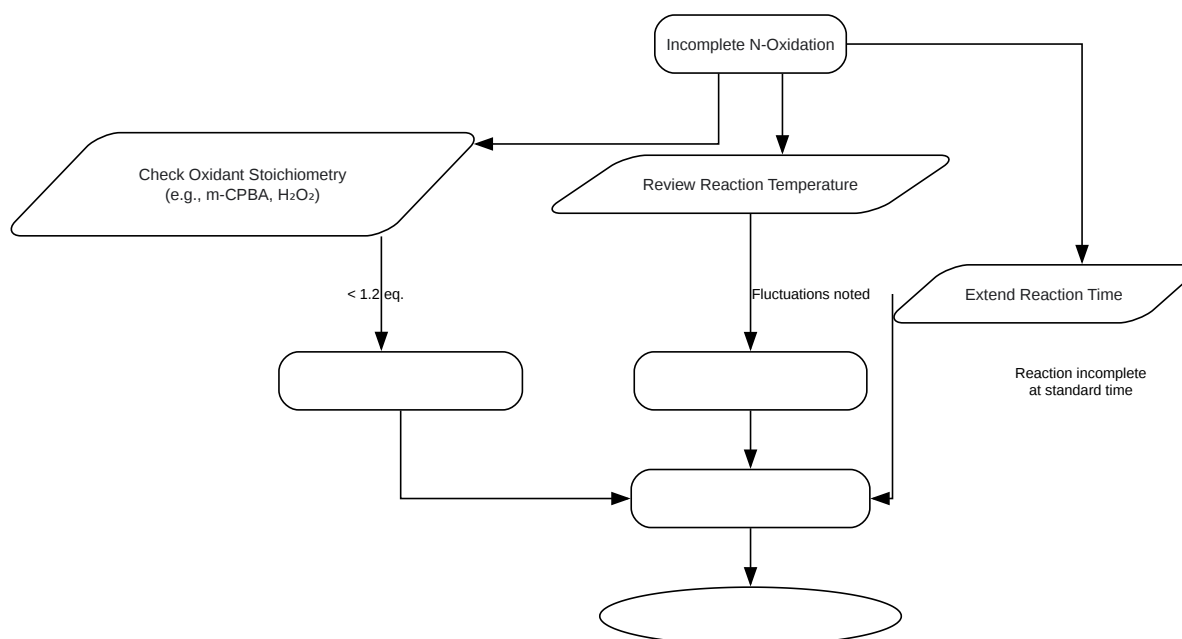 Incomplete N-Oxidation
Check Oxidant Stoichiometry
(e.g., m-CPBA, H₂O₂)
Review Reaction Temperature
< 1.2 eq.
Fluctuations noted
Extend Reaction Time
Reaction incomplete
at standard time